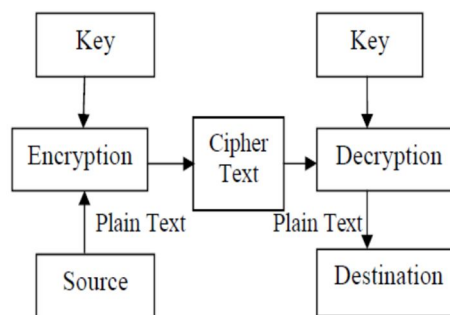 Key
Key
Encryption
Cipher
Text
Decryption
Plain Text
Plain Text
Source
Destination